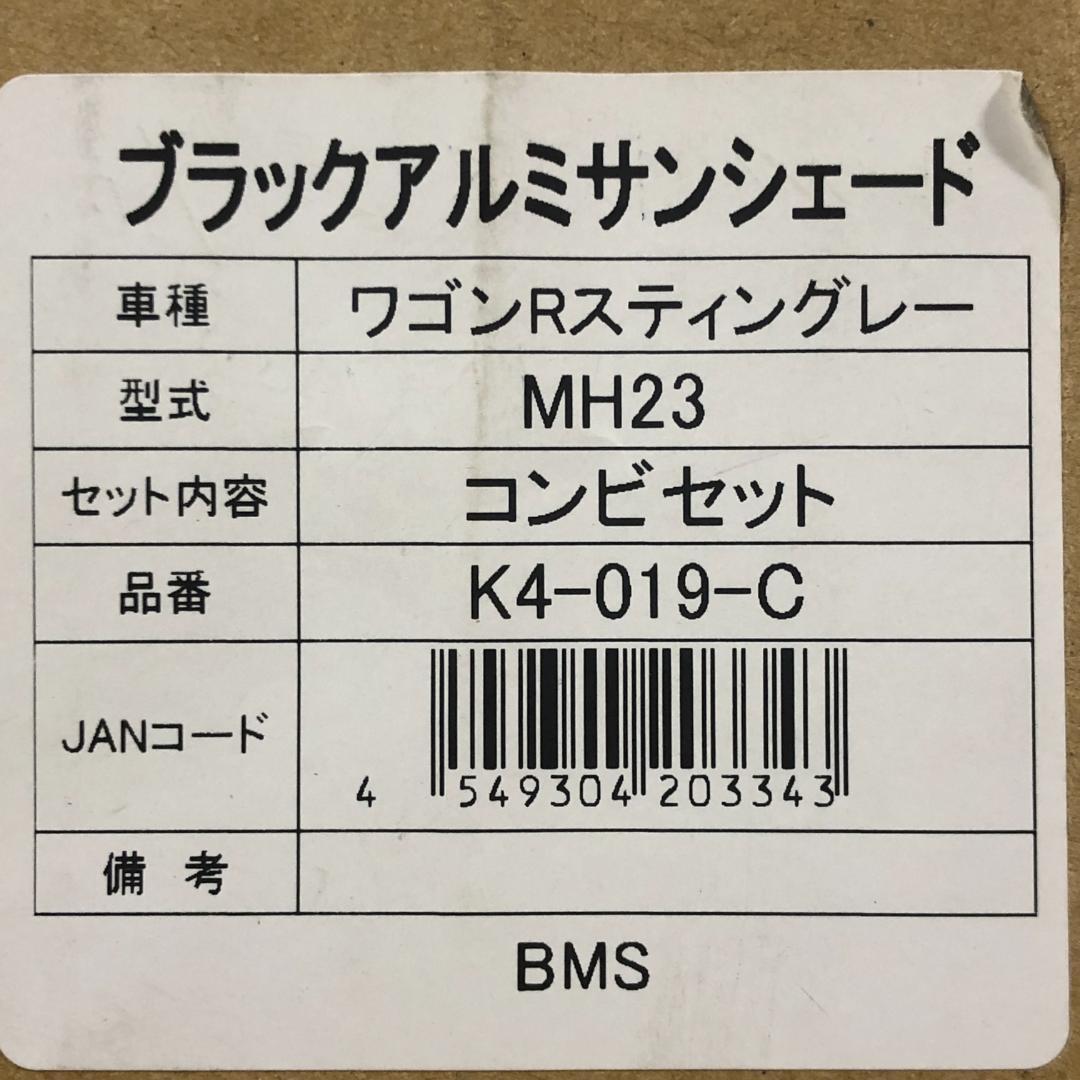 ブラックアルミサンシェード
車種 ワゴンRスティングレー
型式 MH23
セット内容 コンビセット
品番 K4-019-C
JANコード 4 549304 203343
備 考
BMS